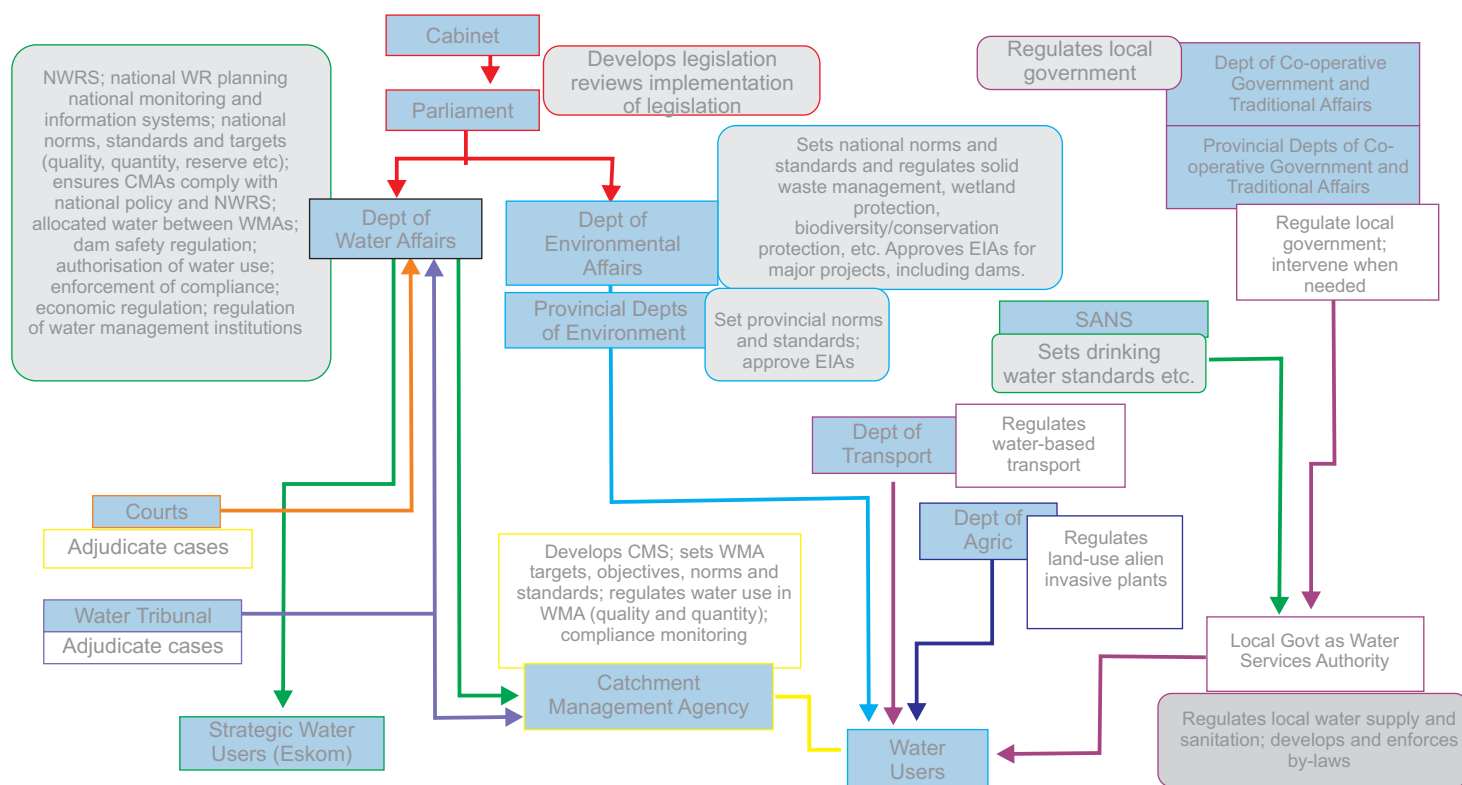 Cabinet
Parliament
Develops legislation
reviews implementation
of legislation
NWRS; national WR planning
national monitoring and
information systems; national
norms, standards and targets
(quality, quantity, reserve etc);
ensures CMAs comply with
national policy and NWRS;
allocated water between WMAs;
dam safety regulation;
authorisation of water use;
enforcement of compliance;
economic regulation; regulation
of water management institutions
Dept of
Water Affairs
Dept of
Environmental
Affairs
Sets national norms and
standards and regulates solid
waste management, wetland
protection,
biodiversity/conservation
protection, etc. Approves EIAs for
major projects, including dams.
Provincial Depts
of Environment
Set provincial norms
and standards;
approve EIAs
Regulates local
government
Dept of Co-operative
Government and
Traditional Affairs
Provincial Depts of Co-
operative Government and
Traditional Affairs
Regulate local
government;
intervene when
needed
SANS
Sets drinking
water standards etc.
Dept of
Transport
Regulates
water-based
transport
Dept of
Agric
Regulates
land-use alien
invasive plants
Courts
Adjudicate cases
Water Tribunal
Adjudicate cases
Develops CMS; sets WMA
targets, objectives, norms and
standards; regulates water use in
WMA (quality and quantity);
compliance monitoring
Catchment
Management Agency
Strategic Water
Users (Eskom)
Water
Users
Local Govt as Water
Services Authority
Regulates local water supply and
sanitation; develops and enforces
by-laws